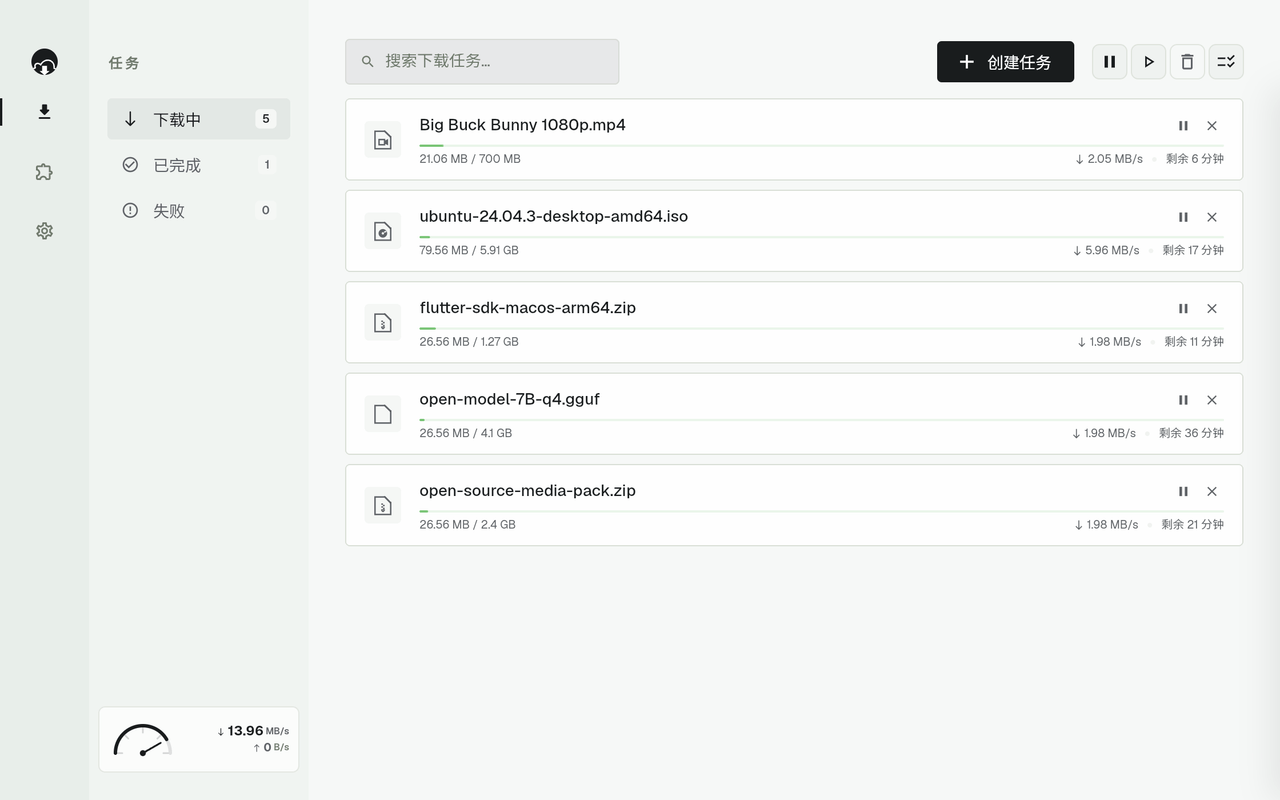 任务
下载中 5
已完成 1
失败 0
↓ 13.96 MB/s
↑ 0 B/s
搜索下载任务...
创建任务
Big Buck Bunny 1080p.mp4
21.06 MB / 700 MB ↓ 2.05 MB/s 剩余 6 分钟
ubuntu-24.04.3-desktop-amd64.iso
79.56 MB / 5.91 GB ↓ 5.96 MB/s 剩余 17 分钟
flutter-sdk-macos-arm64.zip
26.56 MB / 1.27 GB ↓ 1.98 MB/s 剩余 11 分钟
open-model-7B-q4.gguf
26.56 MB / 4.1 GB ↓ 1.98 MB/s 剩余 36 分钟
open-source-media-pack.zip
26.56 MB / 2.4 GB ↓ 1.98 MB/s 剩余 21 分钟